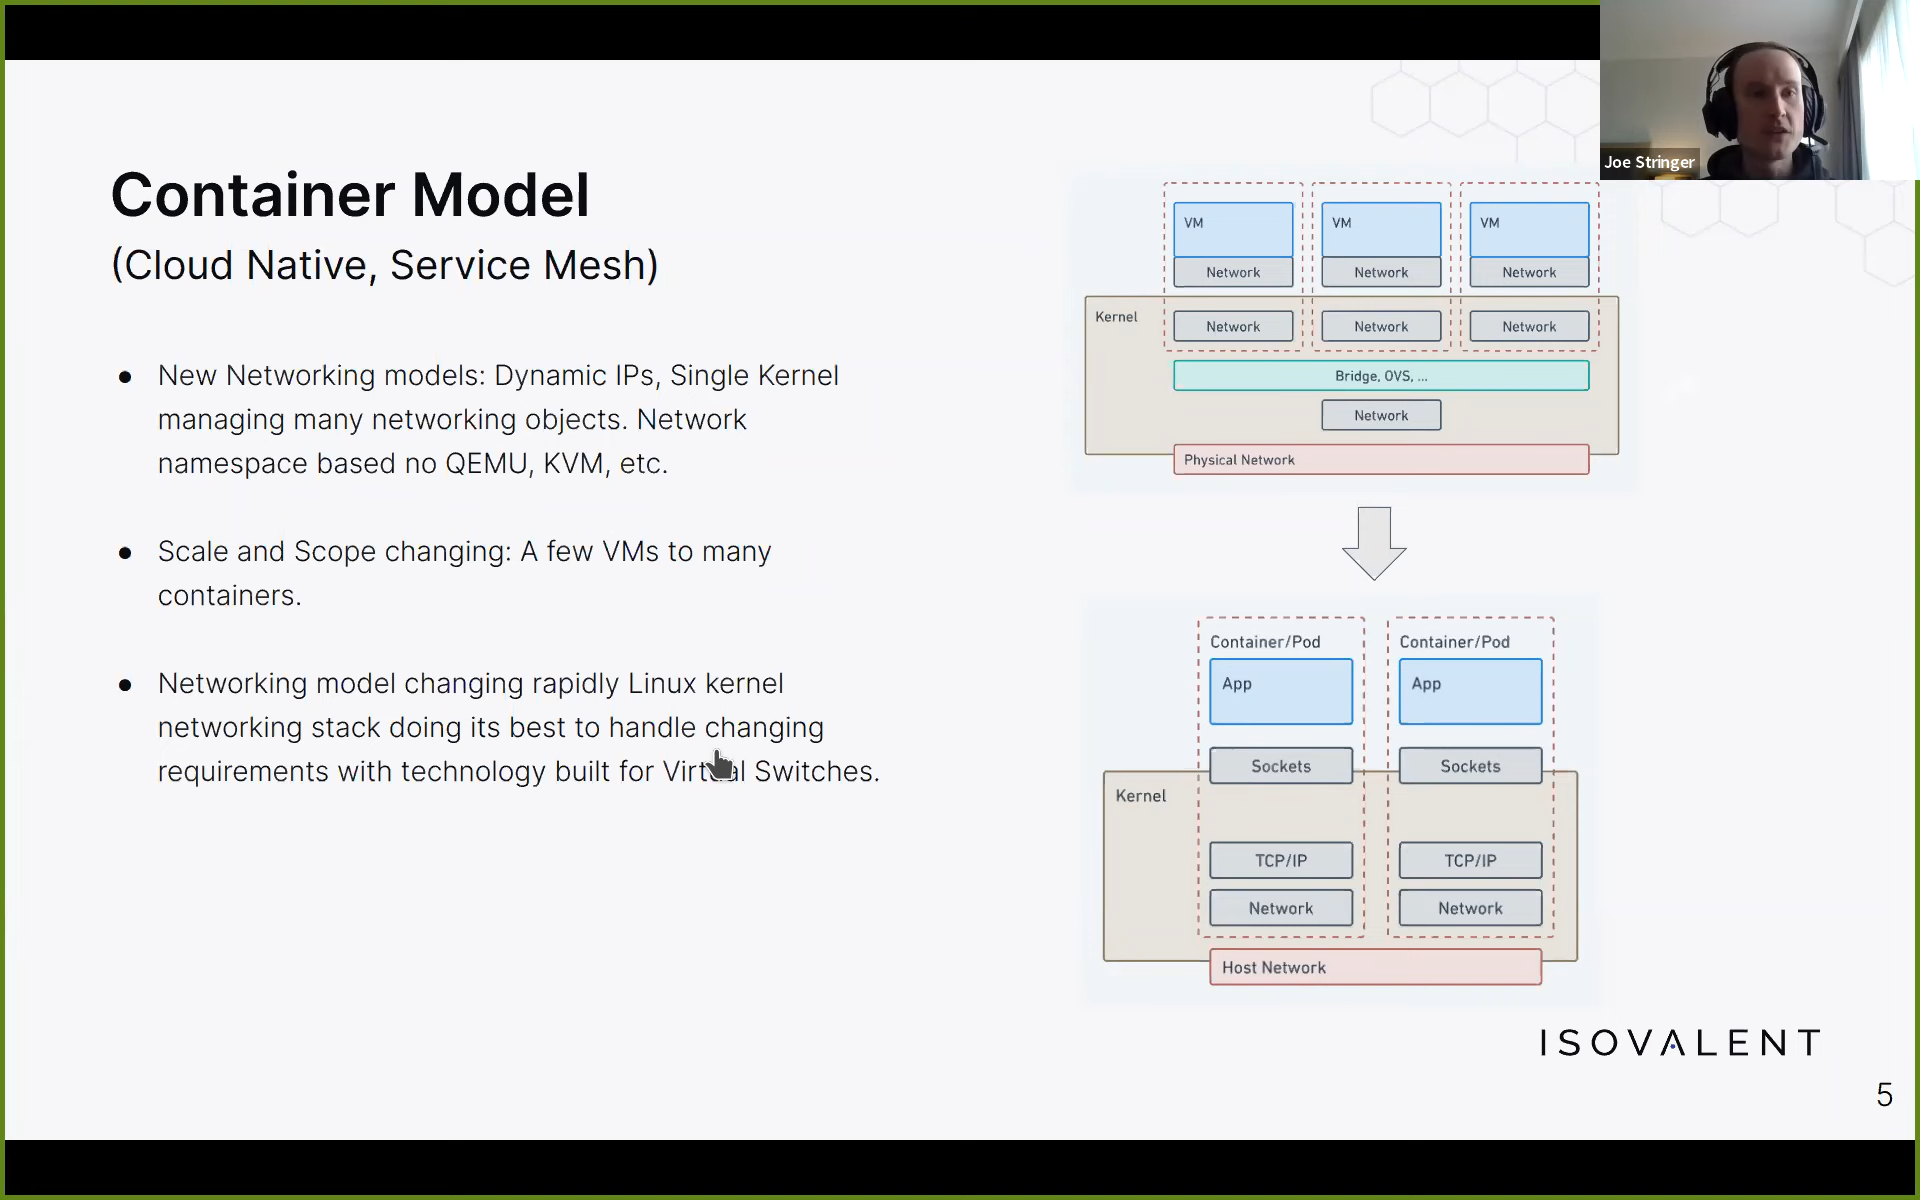 Joe Stringer
Container Model
(Cloud Native, Service Mesh)
● New Networking models: Dynamic IPs, Single Kernel
managing many networking objects. Network
namespace based no QEMU, KVM, etc.
● Scale and Scope changing: A few VMs to many
containers.
● Networking model changing rapidly Linux kernel
networking stack doing its best to handle changing
requirements with technology built for Virtual Switches.
VM VM VM
Network Network Network
Kernel
Network Network Network
Bridge, OVS, ...
Network
Physical Network
Container/Pod Container/Pod
App App
Sockets Sockets
Kernel
TCP/IP TCP/IP
Network Network
Host Network
ISOVALENT
5